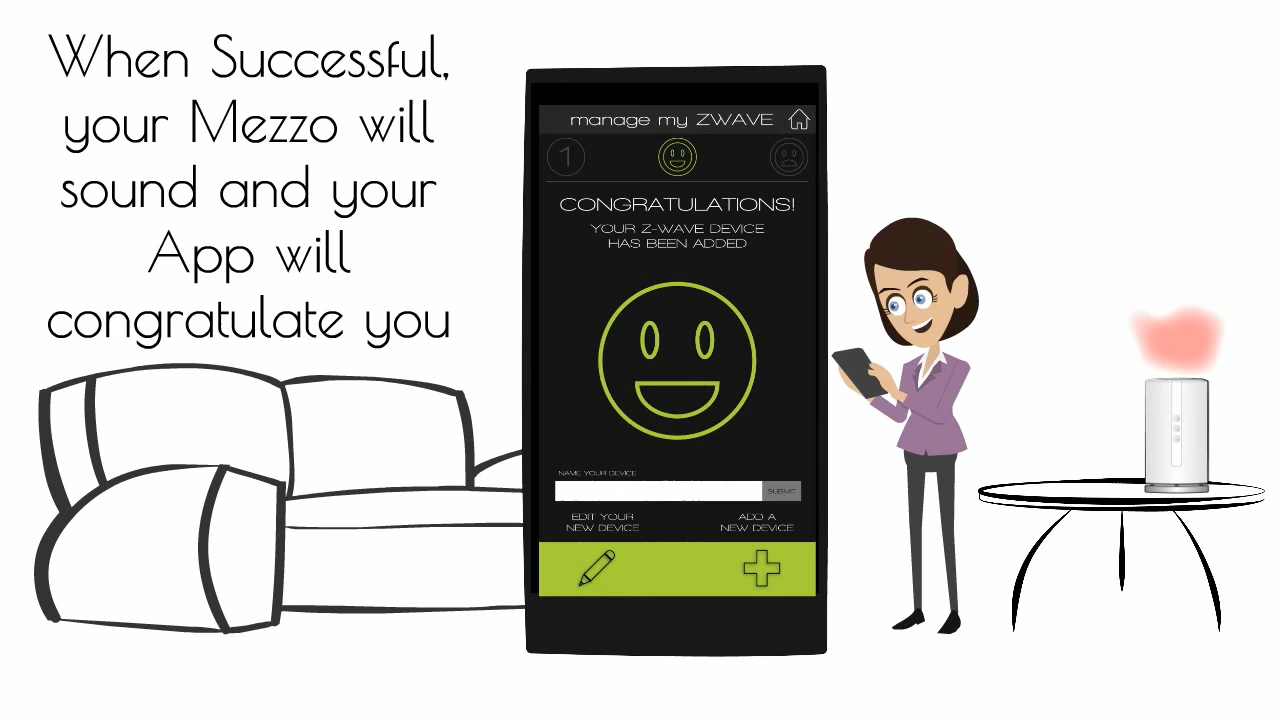 When Successful,
your Mezzo will
sound and your
App will
congratulate you
manage my ZWAVE
1
CONGRATULATIONS!
YOUR Z-WAVE DEVICE
HAS BEEN ADDED
NAME YOUR DEVICE
SUBMIT
EDIT YOUR
NEW DEVICE
ADD A
NEW DEVICE